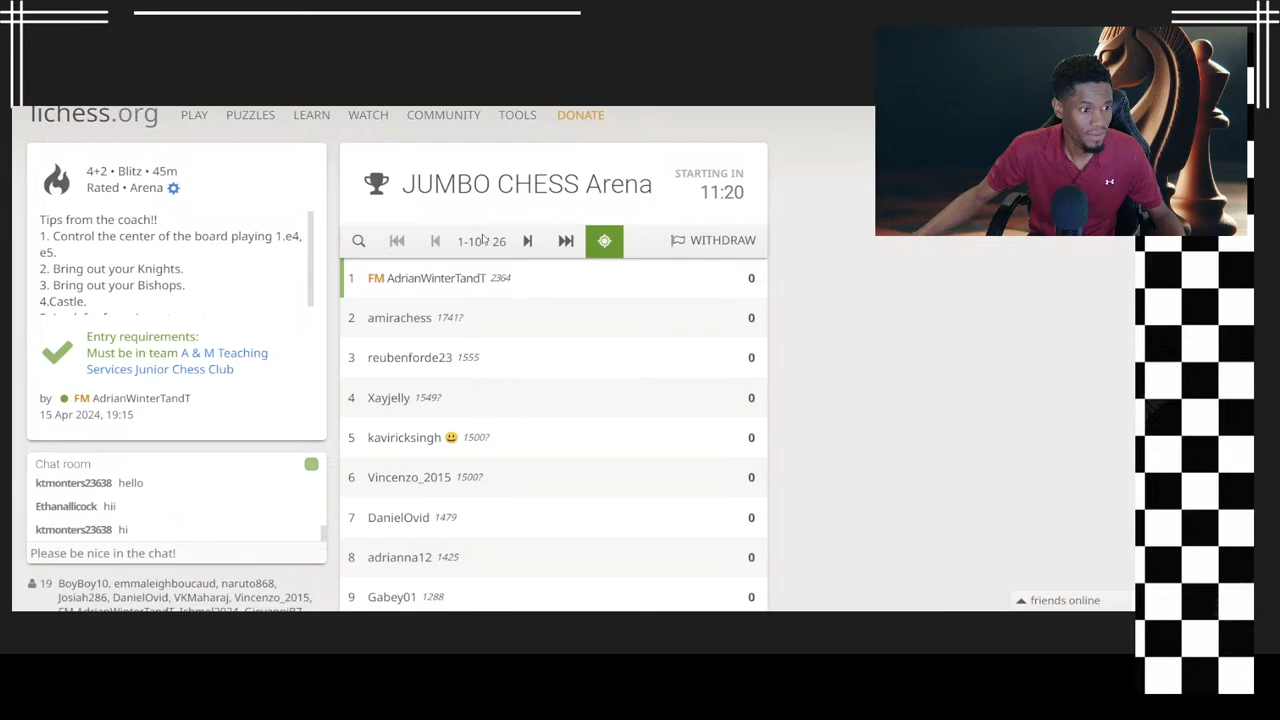 lichess.org PLAY PUZZLES LEARN WATCH COMMUNITY TOOLS DONATE
4+2 • Blitz • 45m
Rated • Arena
Tips from the coach!!
1. Control the center of the board playing 1.e4,
e5.
2. Bring out your Knights.
3. Bring out your Bishops.
4.Castle.
Entry requirements:
Must be in team A & M Teaching
Services Junior Chess Club
by FM AdrianWinterTandT
15 Apr 2024, 19:15
Chat room
ktmonters23638 hello
Ethanallicock hii
ktmonters23638 hi
Please be nice in the chat!
19 BoyBoy10, emmaleighboucaud, naruto868,
Josiah286, DanielOvid, VKMaharaj, Vincenzo_2015,
JUMBO CHESS Arena
STARTING IN
11:20
1-10 / 26 WITHDRAW
1 FM AdrianWinterTandT 2364 0
2 amirachess 1741? 0
3 reubenforde23 1555 0
4 Xayjelly 1549? 0
5 kaviricksingh 😃 1500? 0
6 Vincenzo_2015 1500? 0
7 DanielOvid 1479 0
8 adrianna12 1425 0
9 Gabey01 1288 0
friends online